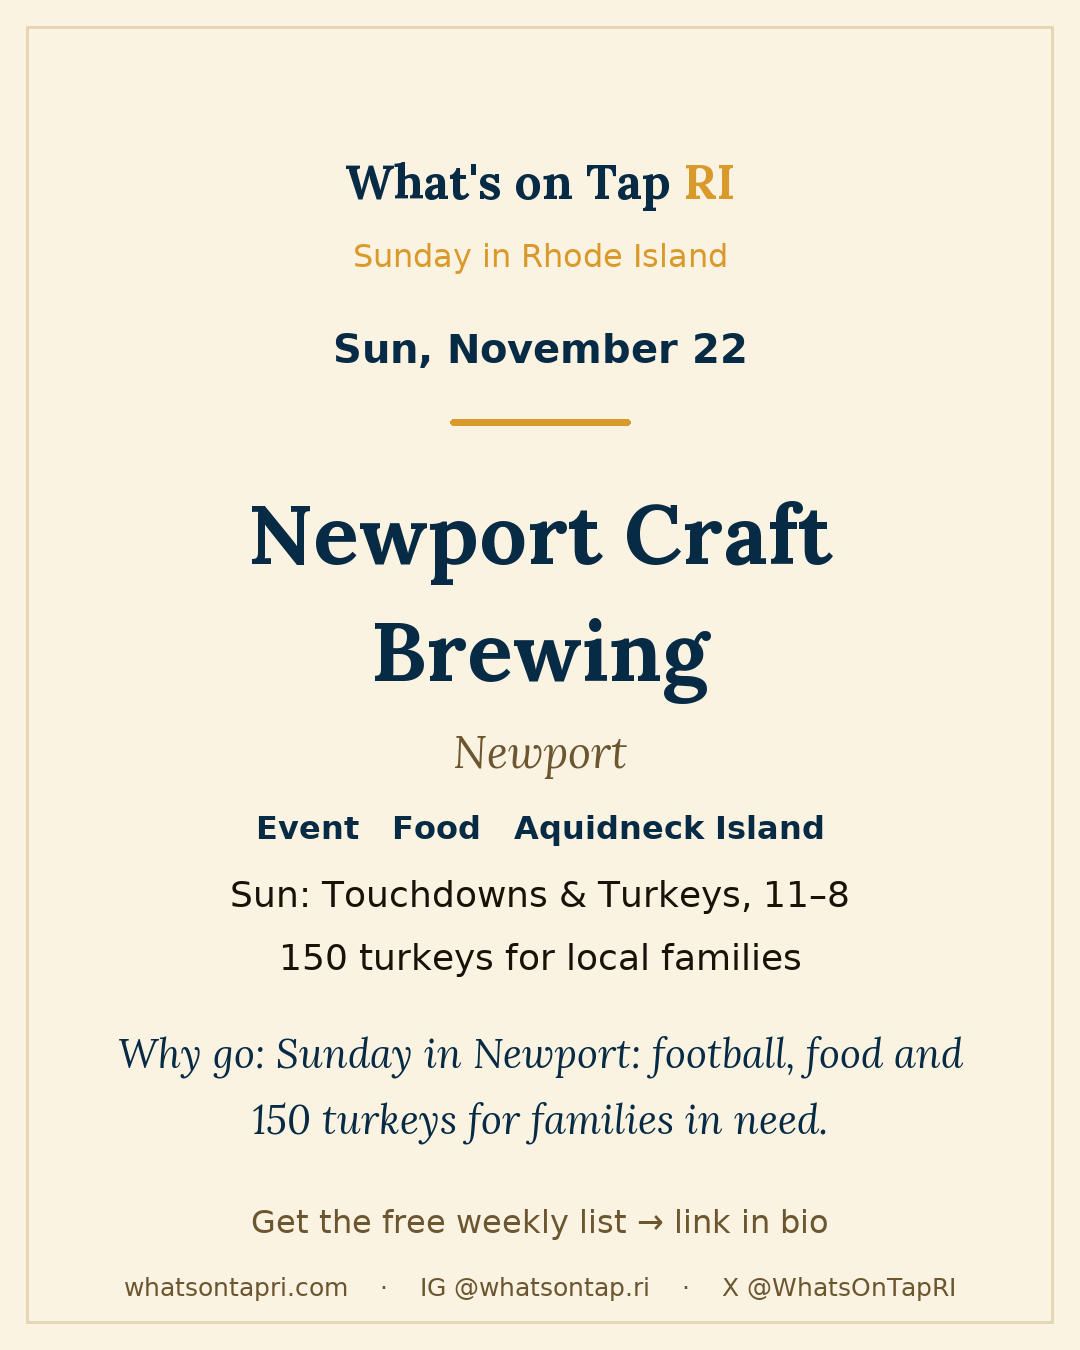 What's on Tap RI
Sunday in Rhode Island
Sun, November 22
Newport Craft
Brewing
Newport
Event Food Aquidneck Island
Sun: Touchdowns & Turkeys, 11–8
150 turkeys for local families
Why go: Sunday in Newport: football, food and
150 turkeys for families in need.
Get the free weekly list → link in bio
whatsontapri.com · IG @whatsontap.ri · X @WhatsOnTapRI